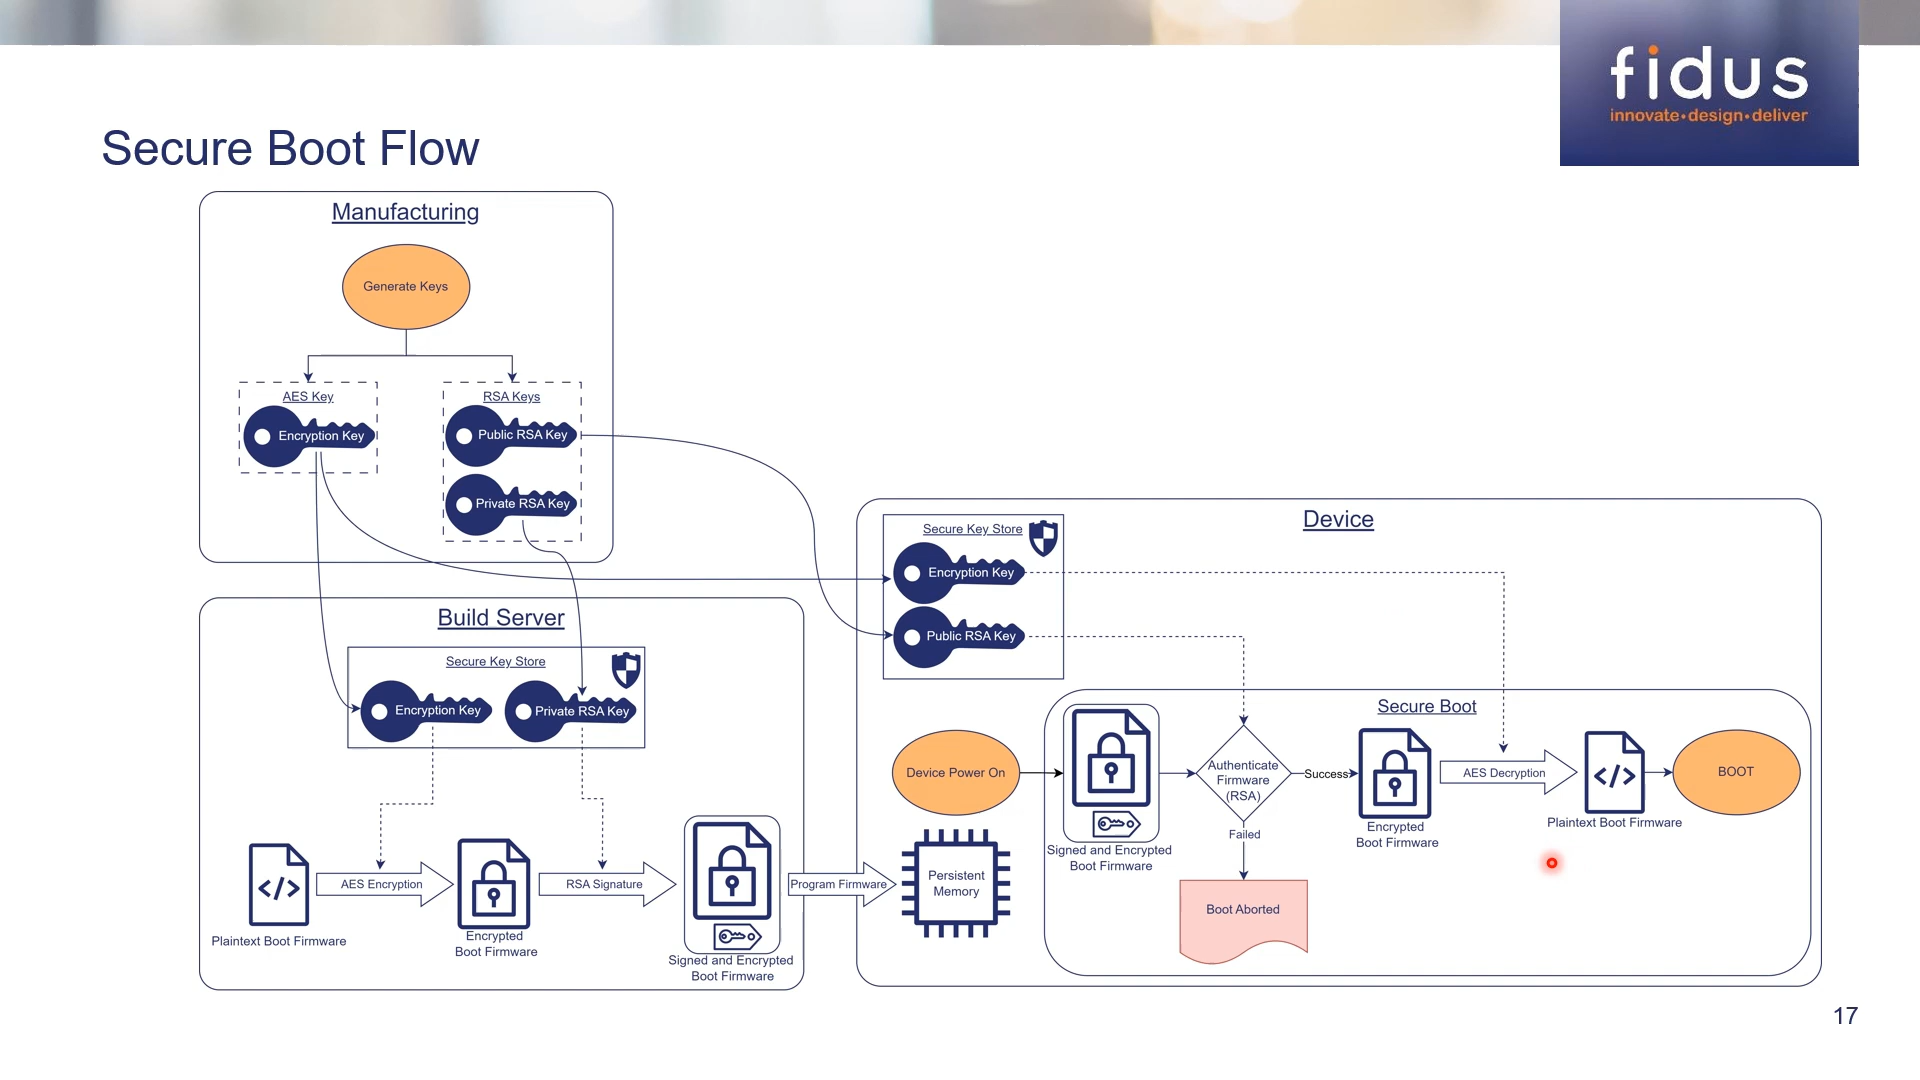 fidus
innovate•design•deliver
Secure Boot Flow
Manufacturing
Generate Keys
AES Key
Encryption Key
RSA Keys
Public RSA Key
Private RSA Key
Build Server
Secure Key Store
Encryption Key
Private RSA Key
Plaintext Boot Firmware
AES Encryption
Encrypted
Boot Firmware
RSA Signature
Signed and Encrypted
Boot Firmware
Program Firmware
Device
Secure Key Store
Encryption Key
Public RSA Key
Device Power On
Persistent
Memory
Secure Boot
Signed and Encrypted
Boot Firmware
Authenticate
Firmware
(RSA)
Success
Failed
Boot Aborted
Encrypted
Boot Firmware
AES Decryption
Plaintext Boot Firmware
BOOT
17